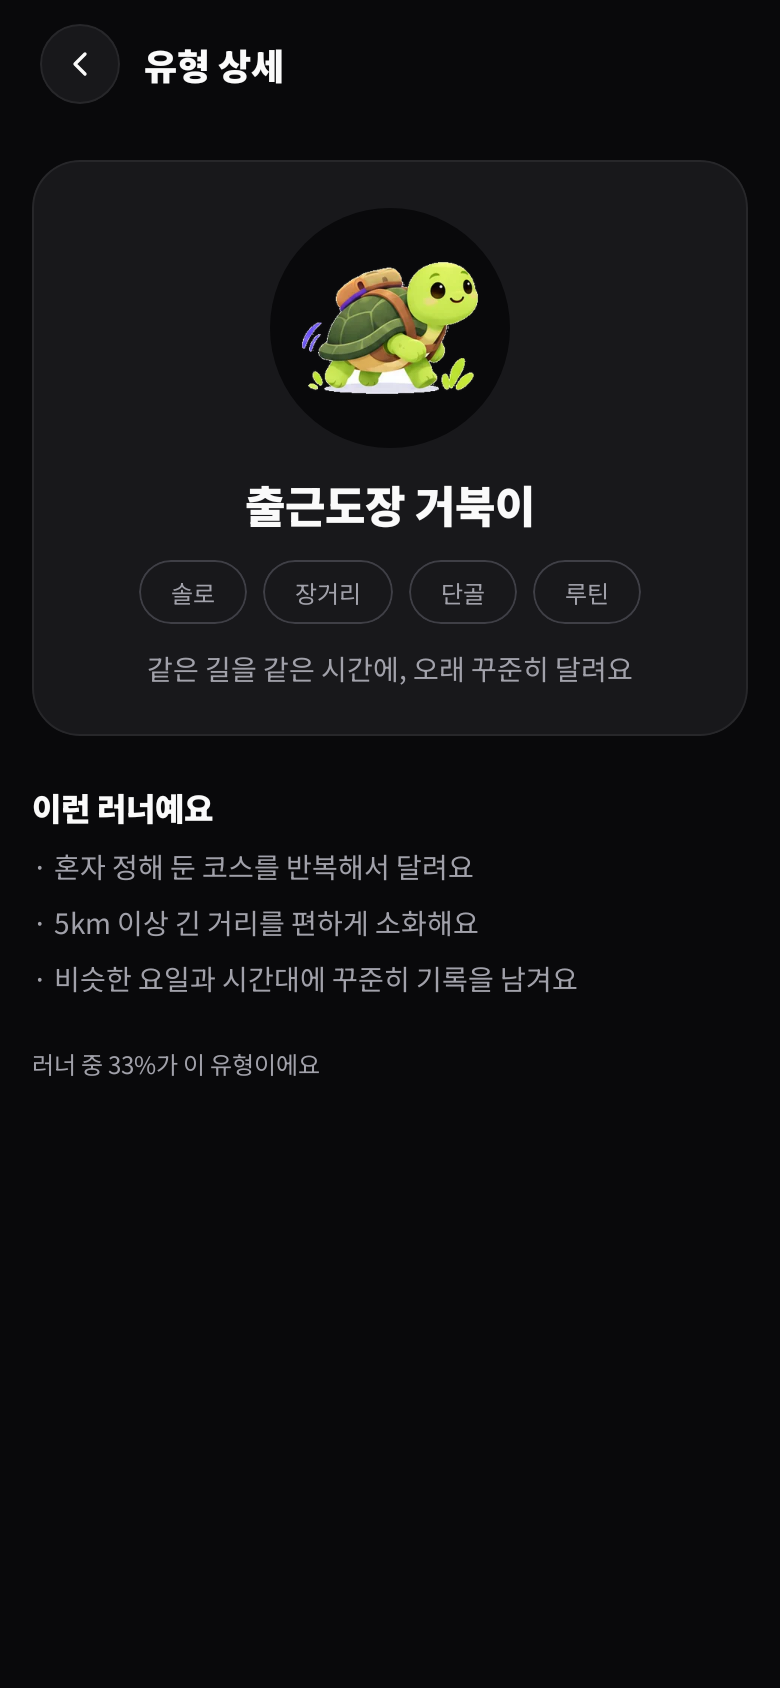 유형 상세
출근도장 거북이
솔로 장거리 단골 루틴
같은 길을 같은 시간에, 오래 꾸준히 달려요
이런 러너예요
· 혼자 정해 둔 코스를 반복해서 달려요
· 5km 이상 긴 거리를 편하게 소화해요
· 비슷한 요일과 시간대에 꾸준히 기록을 남겨요
러너 중 33%가 이 유형이에요